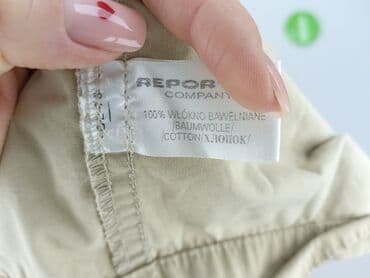 REPOR
COMPANY
100% WŁÓKNO BAWEŁNIANE
/BAUMWOLLE/
/COTTON/ХЛОПОК/